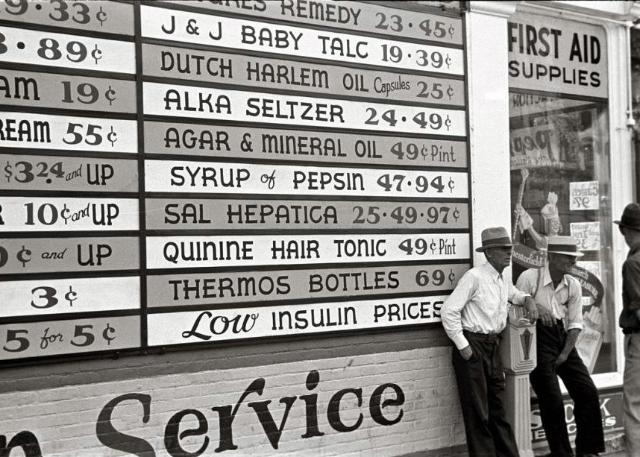 9·33¢
3·89¢
AM 19¢
REAM 55¢
$3.24 and UP
R 10¢ and UP
¢ and UP
3¢
5 for 5¢
REMEDY 23·45¢
J & J BABY TALC 19·39¢
DUTCH HARLEM OIL Capsules 25¢
ALKA SELTZER 24·49¢
AGAR & MINERAL OIL 49¢ Pint
SYRUP of PEPSIN 47·94¢
SAL HEPATICA 25·49·97¢
QUININE HAIR TONIC 49¢ Pint
THERMOS BOTTLES 69¢
Low INSULIN PRICES
n Service
FIRST AID
SUPPLIES